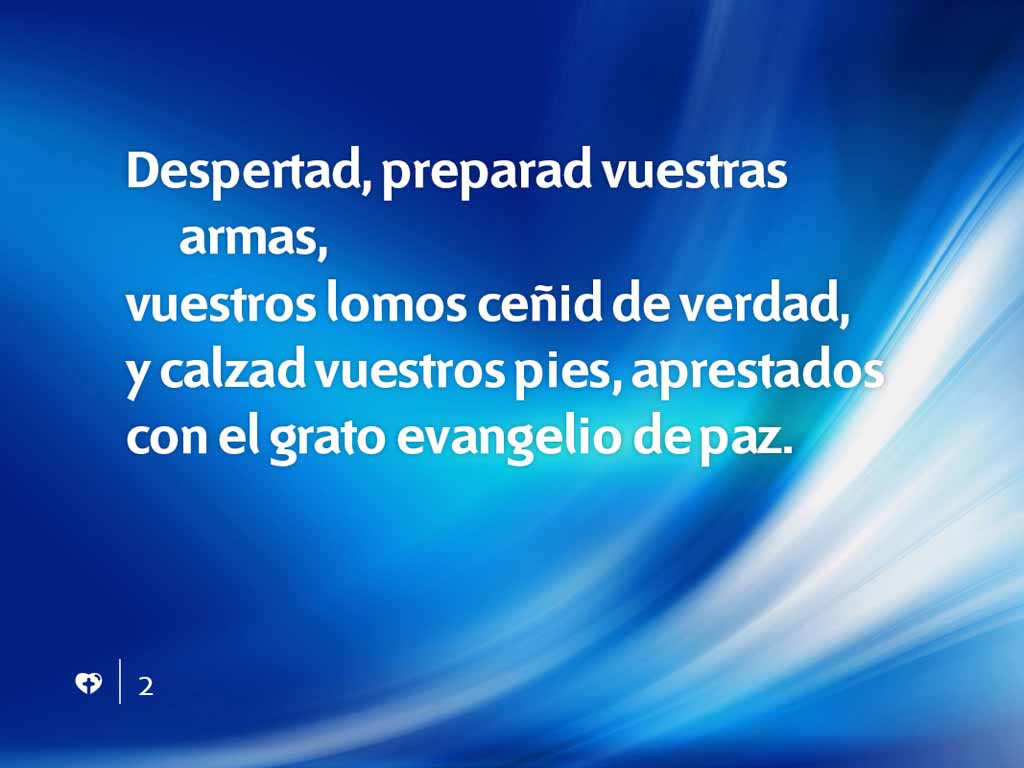 Despertad, preparad vuestras
armas,
vuestros lomos ceñid de verdad,
y calzad vuestros pies, aprestados
con el grato evangelio de paz.
2